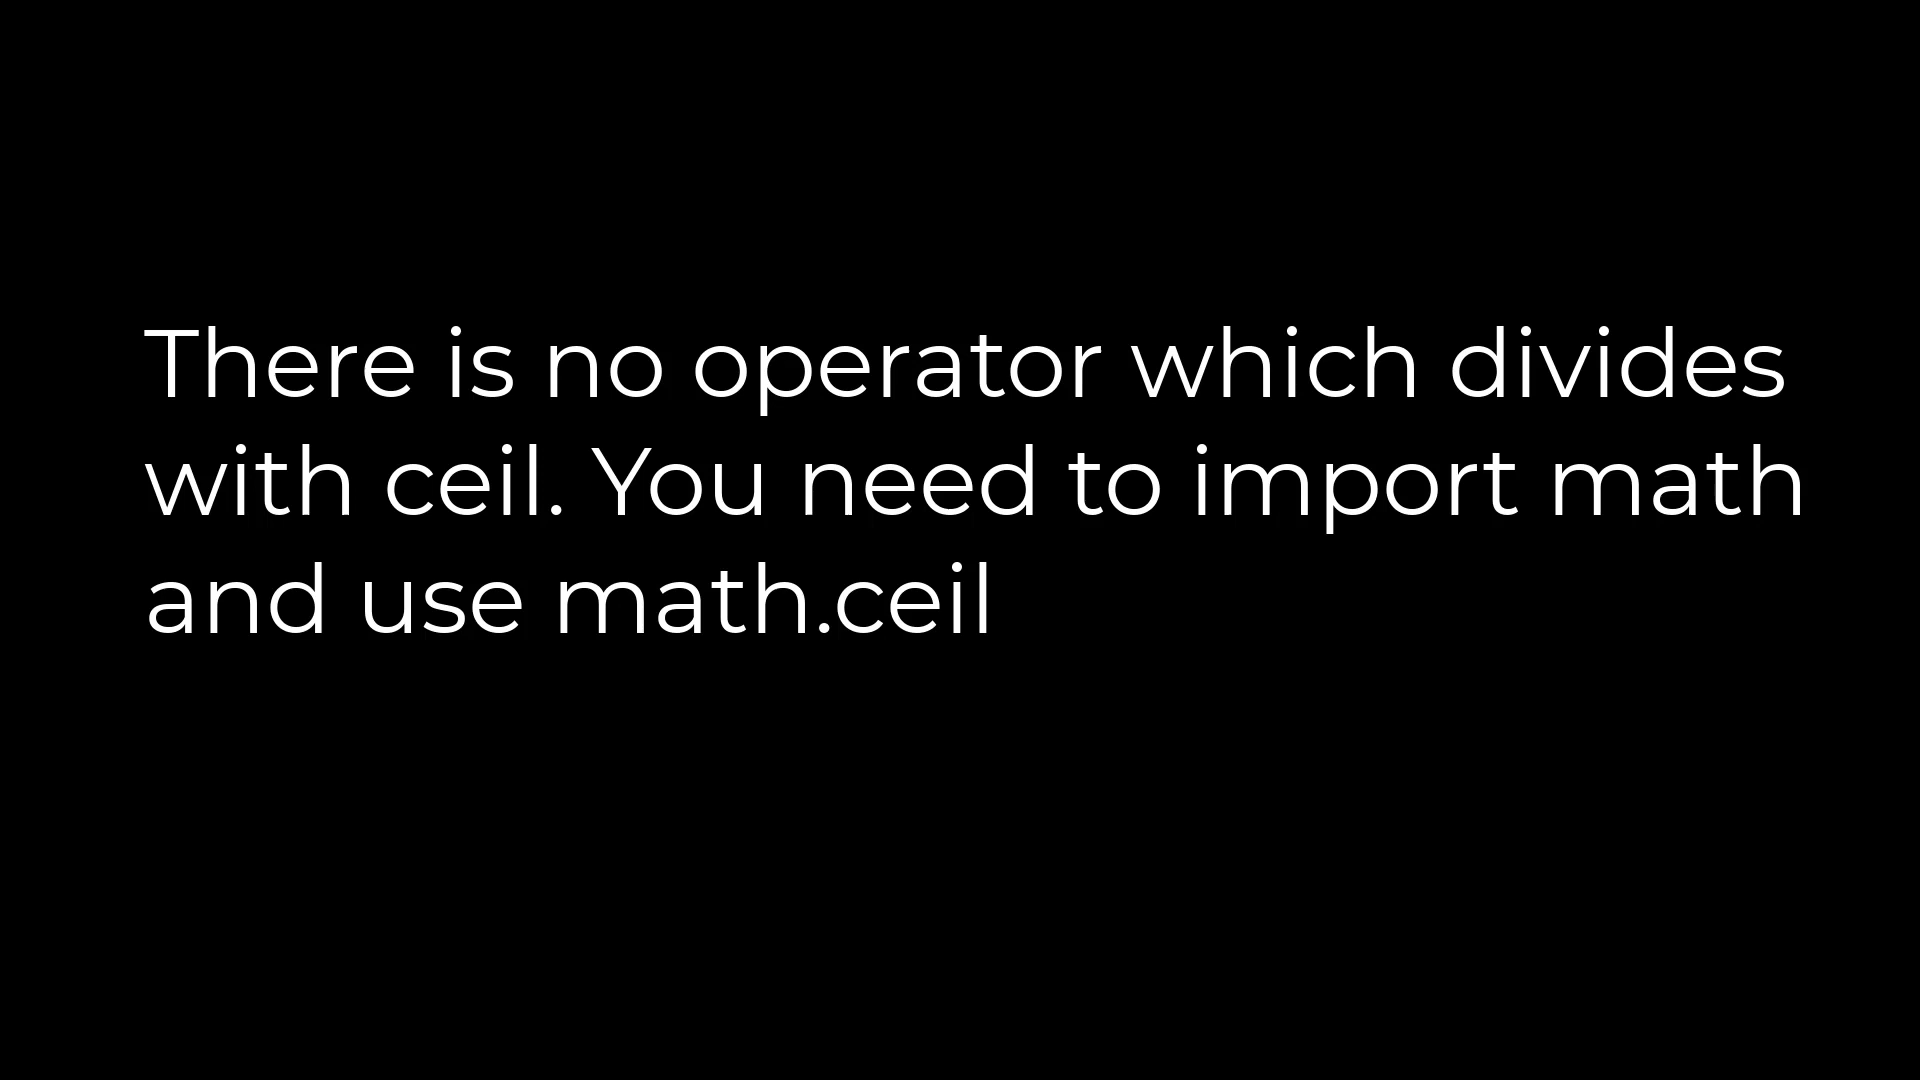 There is no operator which divides
with ceil. You need to import math
and use math.ceil